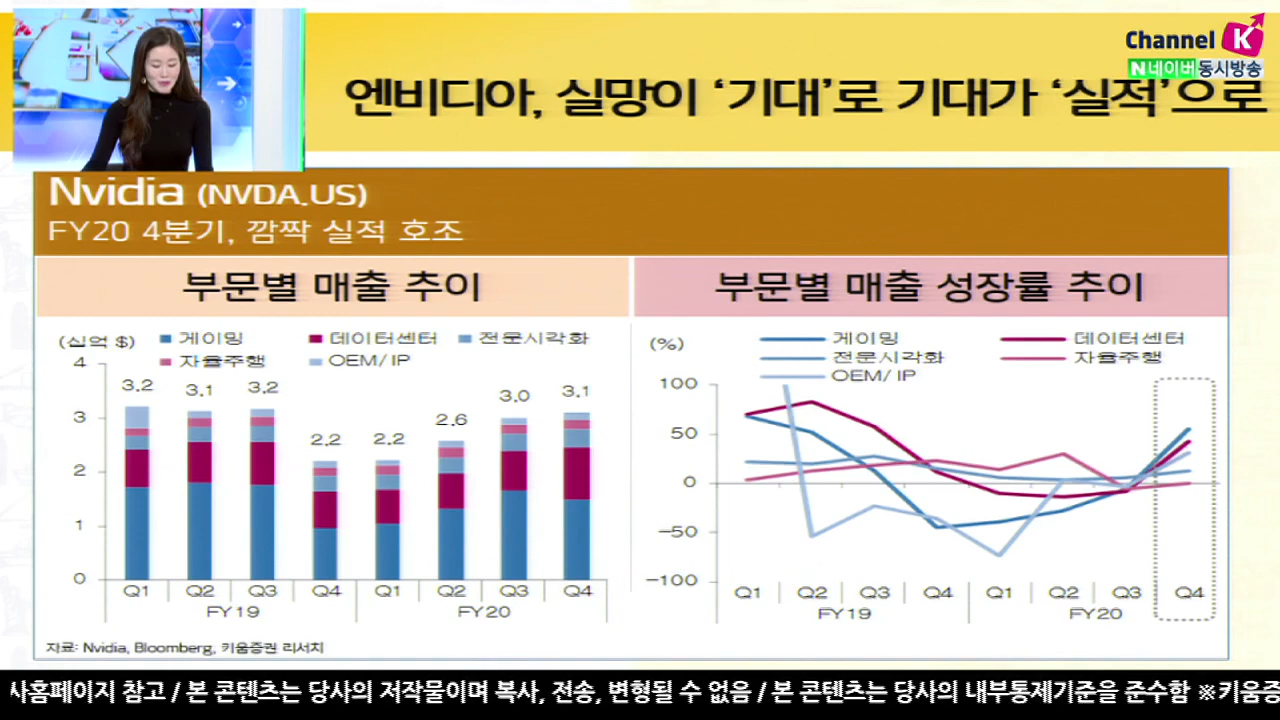 Channel K
N 네이버 동시방송
엔비디아, 실망이 ‘기대’로 기대가 ‘실적’으로
Nvidia (NVDA.US)
FY20 4분기, 깜짝 실적 호조
부문별 매출 추이
(십억 $)
게이밍 데이터센터 전문시각화
자율주행 OEM/ IP
4
3
2
1
0
3.2 3.1 3.2 2.2 2.2 2.6 3.0 3.1
Q1 Q2 Q3 Q4 Q1 Q2 Q3 Q4
FY19 FY20
부문별 매출 성장률 추이
(%)
게이밍 데이터센터
전문시각화 자율주행
OEM/ IP
100
50
0
-50
-100
Q1 Q2 Q3 Q4 Q1 Q2 Q3 Q4
FY19 FY20
자료: Nvidia, Bloomberg, 키움증권 리서치
사홈페이지 참고 / 본 콘텐츠는 당사의 저작물이며 복사, 전송, 변형될 수 없음 / 본 콘텐츠는 당사의 내부통제기준을 준수함 ※키움증